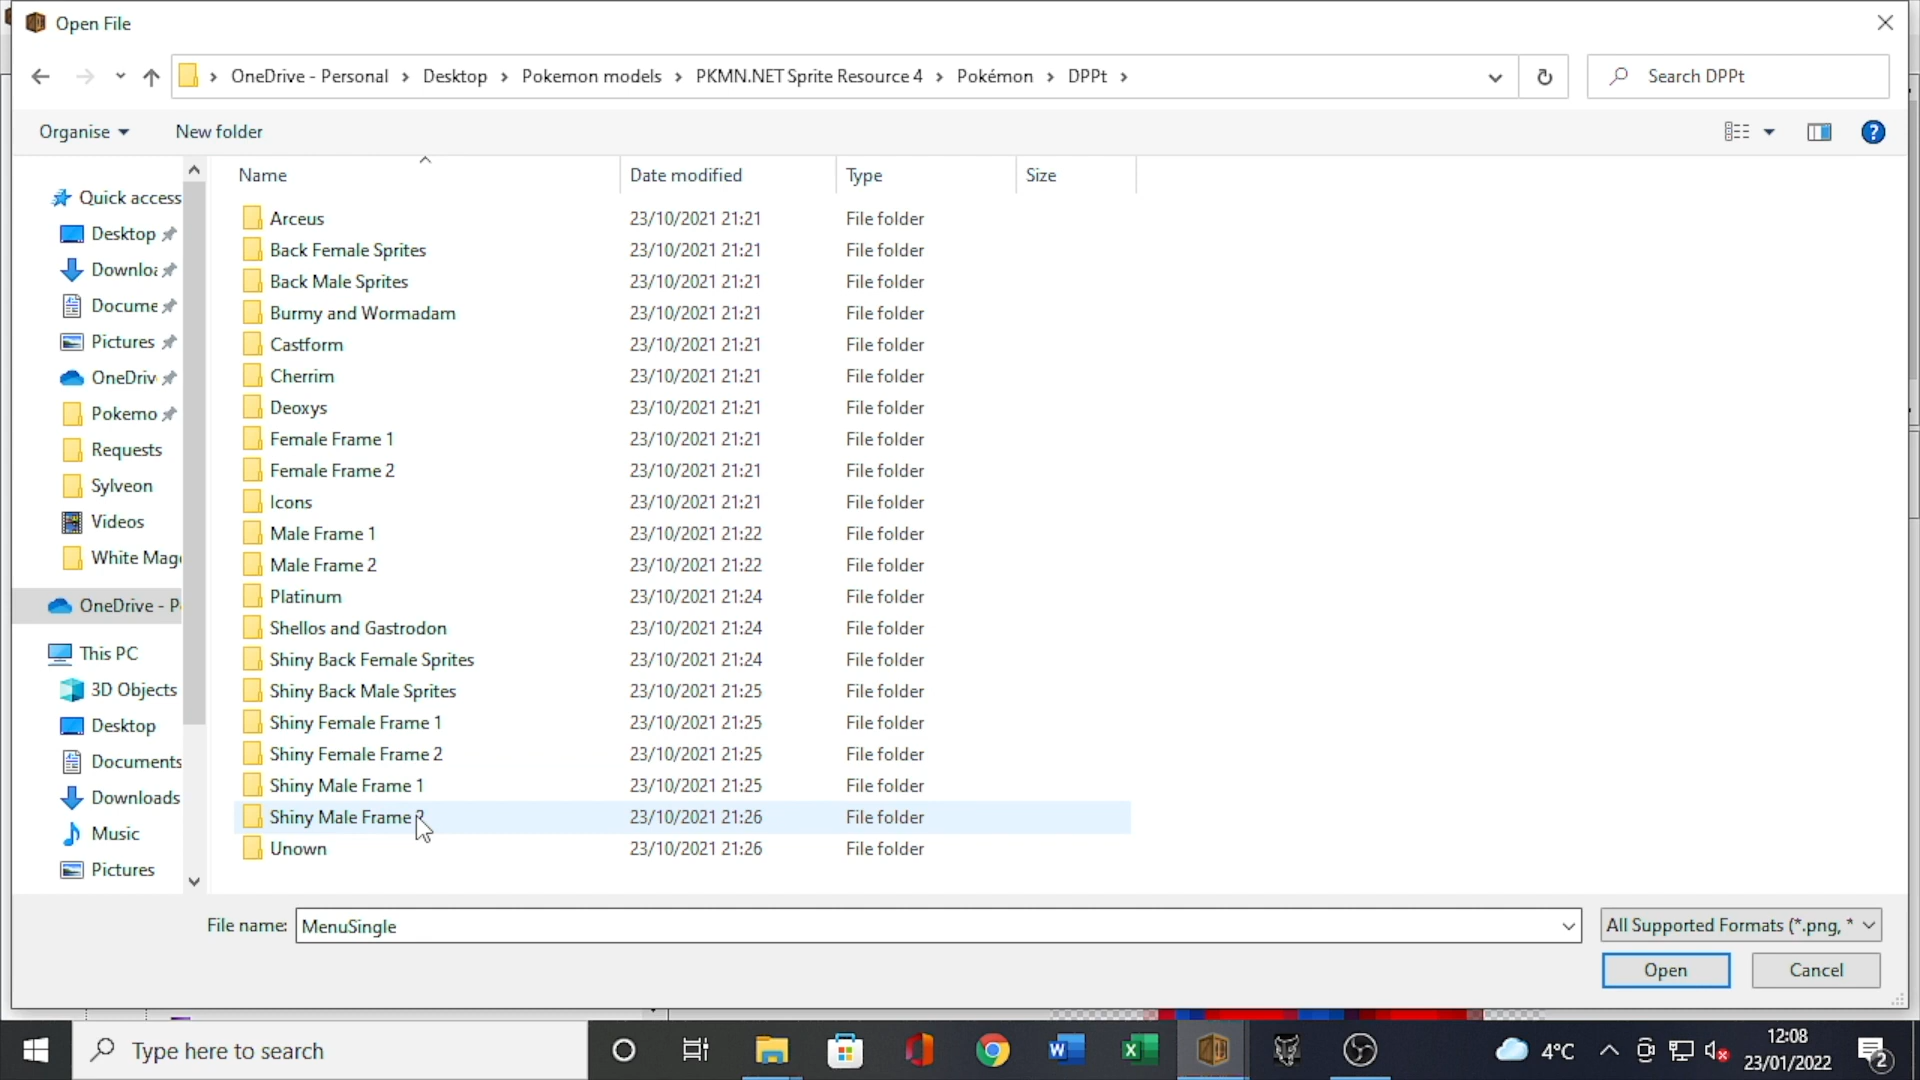 Open File
OneDrive - Personal > Desktop > Pokemon models > PKMN.NET Sprite Resource 4 > Pokémon > DPPt >
Search DPPt
Organise
New folder
Name Date modified Type Size
Quick access
Desktop
Downloa
Docume
Pictures
OneDriv
Pokemo
Requests
Sylveon
Videos
White Mag
OneDrive - P
This PC
3D Objects
Desktop
Documents
Downloads
Music
Pictures
Arceus 23/10/2021 21:21 File folder
Back Female Sprites 23/10/2021 21:21 File folder
Back Male Sprites 23/10/2021 21:21 File folder
Burmy and Wormadam 23/10/2021 21:21 File folder
Castform 23/10/2021 21:21 File folder
Cherrim 23/10/2021 21:21 File folder
Deoxys 23/10/2021 21:21 File folder
Female Frame 1 23/10/2021 21:21 File folder
Female Frame 2 23/10/2021 21:21 File folder
Icons 23/10/2021 21:21 File folder
Male Frame 1 23/10/2021 21:22 File folder
Male Frame 2 23/10/2021 21:22 File folder
Platinum 23/10/2021 21:24 File folder
Shellos and Gastrodon 23/10/2021 21:24 File folder
Shiny Back Female Sprites 23/10/2021 21:24 File folder
Shiny Back Male Sprites 23/10/2021 21:25 File folder
Shiny Female Frame 1 23/10/2021 21:25 File folder
Shiny Female Frame 2 23/10/2021 21:25 File folder
Shiny Male Frame 1 23/10/2021 21:25 File folder
Shiny Male Frame 2 23/10/2021 21:26 File folder
Unown 23/10/2021 21:26 File folder
File name: MenuSingle
All Supported Formats (*.png, *
Open Cancel
Type here to search
4°C
12:08
23/01/2022
2